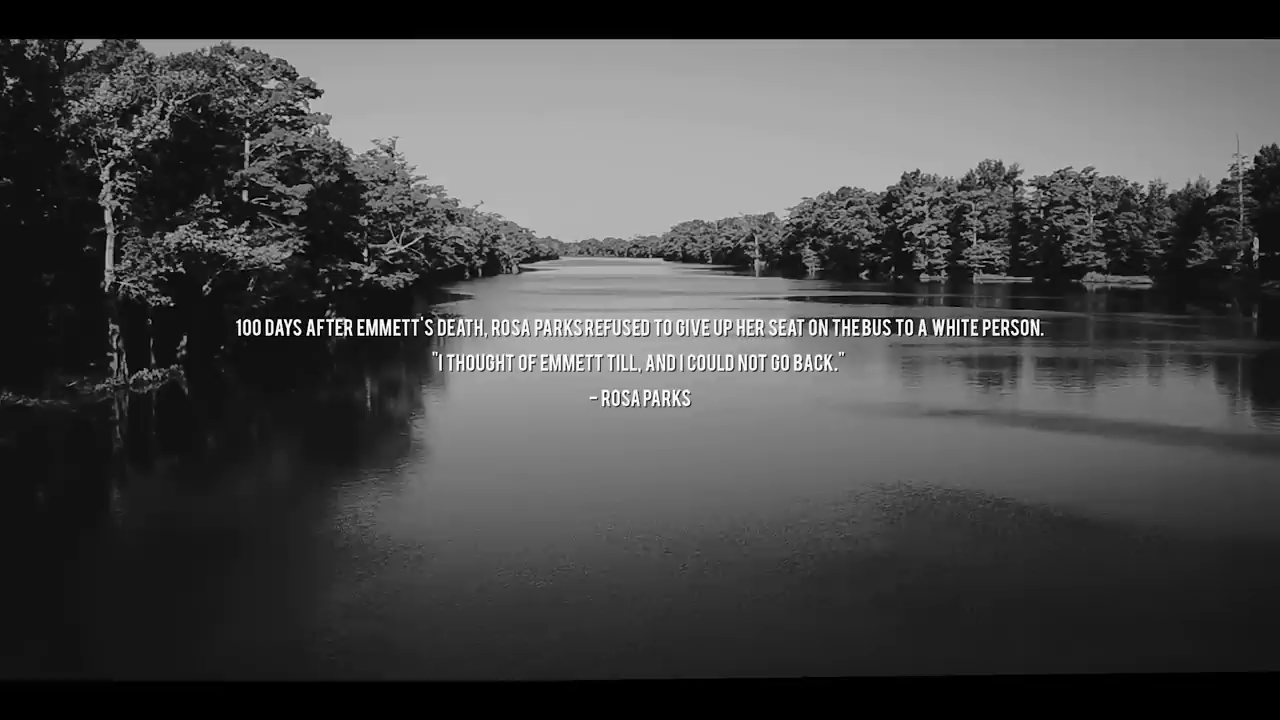 100 DAYS AFTER EMMETT'S DEATH, ROSA PARKS REFUSED TO GIVE UP HER SEAT ON THE BUS TO A WHITE PERSON.
"I THOUGHT OF EMMETT TILL, AND I COULD NOT GO BACK."
- ROSA PARKS